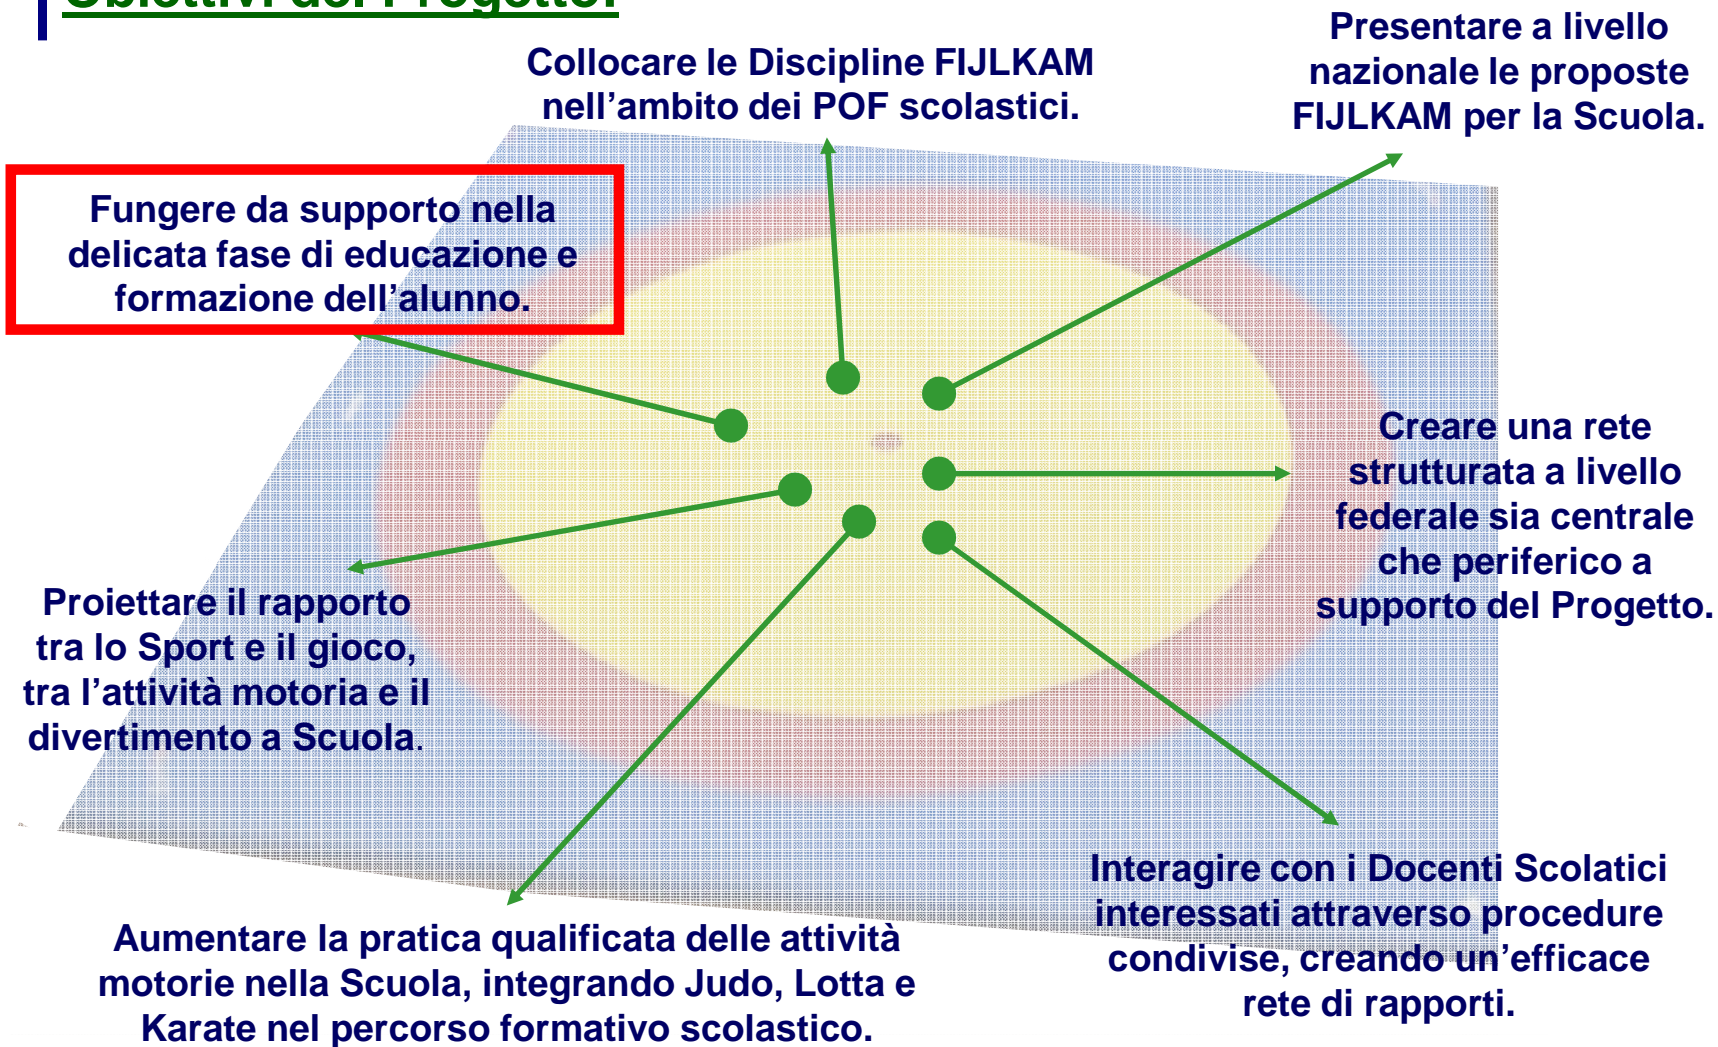 Obiettivi del Progetto:
Collocare le Discipline FIJLKAM
nell’ambito dei POF scolastici.
Presentare a livello
nazionale le proposte
FIJLKAM per la Scuola.
Fungere da supporto nella
delicata fase di educazione e
formazione dell’alunno.
Creare una rete
strutturata a livello
federale sia centrale
che periferico a
supporto del Progetto.
Proiettare il rapporto
tra lo Sport e il gioco,
tra l’attività motoria e il
divertimento a Scuola.
Interagire con i Docenti Scolatici
interessati attraverso procedure
condivise, creando un’efficace
rete di rapporti.
Aumentare la pratica qualificata delle attività
motorie nella Scuola, integrando Judo, Lotta e
Karate nel percorso formativo scolastico.